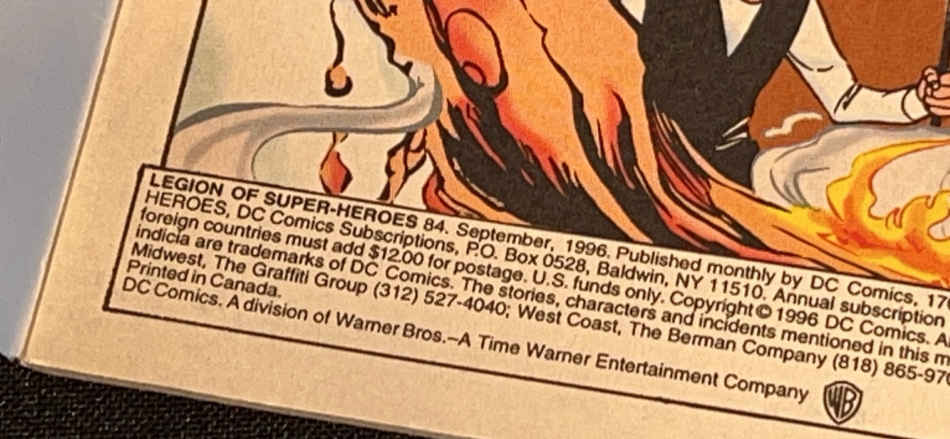 LEGION OF SUPER-HEROES 84. September, 1996. Published monthly by DC Comics, 17
HEROES, DC Comics Subscriptions, P.O. Box 0528, Baldwin, NY 11510. Annual subscription
foreign countries must add $12.00 for postage. U.S. funds only. Copyright © 1996 DC Comics. A
indicia are trademarks of DC Comics. The stories, characters and incidents mentioned in this m
Midwest, The Graffiti Group (312) 527-4040; West Coast, The Berman Company (818) 865-97
Printed in Canada.
DC Comics. A division of Warner Bros.–A Time Warner Entertainment Company
WB